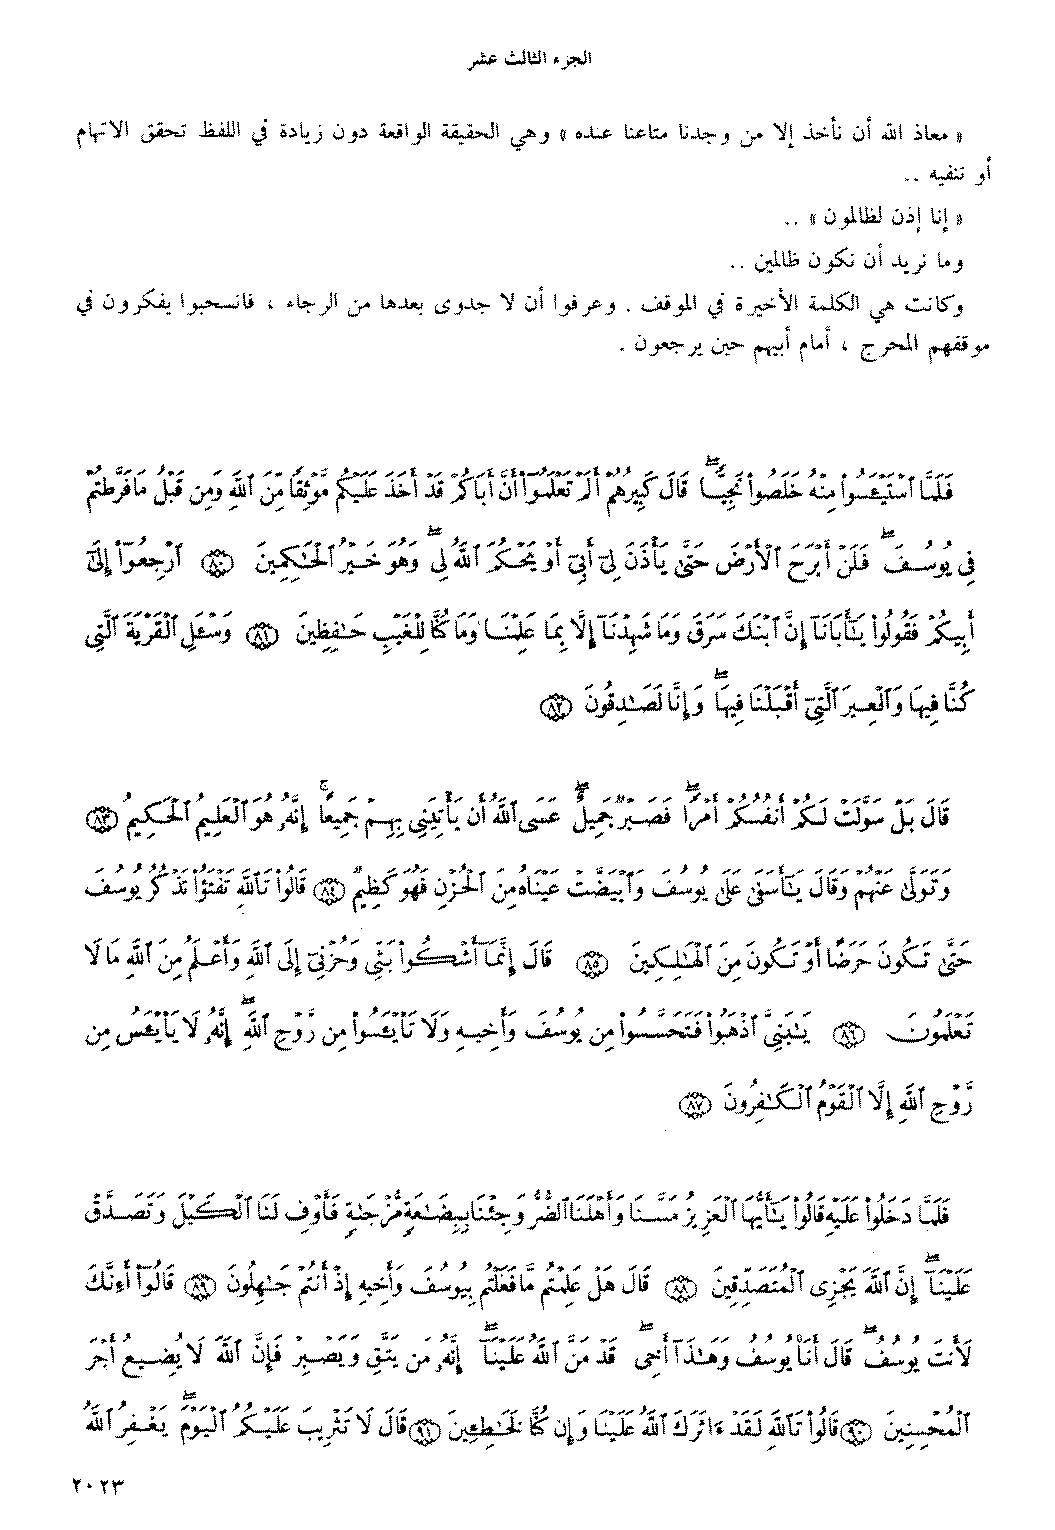 الجزء الثالث عشر
« معاذ الله أن نأخذ إلا من وجدنا متاعنا عنده » وهي الحقيقة الواقعة دون زيادة في اللفظ تحقق الاتهام
أو تنفيه ..
« إنا إذن لظالمون » ..
وما نريد أن نكون ظالمين ..
وكانت هي الكلمة الأخيرة في الموقف . وعرفوا أن لا جدوى بعدها من الرجاء ، فانسحبوا يفكرون في
موقفهم المحرج ، أمام أبيهم حين يرجعون .
فَلَمَّا ٱسْتَيْـَٔسُوا۟ مِنْهُ خَلَصُوا۟ نَجِيًّۭا ۖ قَالَ كَبِيرُهُمْ أَلَمْ تَعْلَمُوٓا۟ أَنَّ أَبَاكُمْ قَدْ أَخَذَ عَلَيْكُم مَّوْثِقًۭا مِّنَ ٱللَّهِ وَمِن قَبْلُ مَا فَرَّطتُمْ
فِى يُوسُفَ ۖ فَلَنْ أَبْرَحَ ٱلْأَرْضَ حَتَّىٰ يَأْذَنَ لِىٓ أَبِىٓ أَوْ يَحْكُمَ ٱللَّهُ لِى ۖ وَهُوَ خَيْرُ ٱلْحَـٰكِمِينَ ٨٠ ٱرْجِعُوٓا۟ إِلَىٰٓ
أَبِيكُمْ فَقُولُوا۟ يَـٰٓأَبَانَآ إِنَّ ٱبْنَكَ سَرَقَ وَمَا شَهِدْنَآ إِلَّا بِمَا عَلِمْنَا وَمَا كُنَّا لِلْغَيْبِ حَـٰفِظِينَ ٨١ وَسْـَٔلِ ٱلْقَرْيَةَ ٱلَّتِى
كُنَّا فِيهَا وَٱلْعِيرَ ٱلَّتِىٓ أَقْبَلْنَا فِيهَا ۖ وَإِنَّا لَصَـٰدِقُونَ ٨٢
قَالَ بَلْ سَوَّلَتْ لَكُمْ أَنفُسُكُمْ أَمْرًۭا ۖ فَصَبْرٌۭ جَمِيلٌ ۖ عَسَى ٱللَّهُ أَن يَأْتِيَنِى بِهِمْ جَمِيعًا ۚ إِنَّهُۥ هُوَ ٱلْعَلِيمُ ٱلْحَكِيمُ ٨٣
وَتَوَلَّىٰ عَنْهُمْ وَقَالَ يَـٰٓأَسَفَىٰ عَلَىٰ يُوسُفَ وَٱبْيَضَّتْ عَيْنَاهُ مِنَ ٱلْحُزْنِ فَهُوَ كَظِيمٌۭ ٨٤ قَالُوا۟ تَٱللَّهِ تَفْتَؤُا۟ تَذْكُرُ يُوسُفَ
حَتَّىٰ تَكُونَ حَرَضًا أَوْ تَكُونَ مِنَ ٱلْهَـٰلِكِينَ ٨٥ قَالَ إِنَّمَآ أَشْكُوا۟ بَثِّى وَحُزْنِىٓ إِلَى ٱللَّهِ وَأَعْلَمُ مِنَ ٱللَّهِ مَا لَا
تَعْلَمُونَ ٨٦ يَـٰبَنِىَّ ٱذْهَبُوا۟ فَتَحَسَّسُوا۟ مِن يُوسُفَ وَأَخِيهِ وَلَا تَا۟يْـَٔسُوا۟ مِن رَّوْحِ ٱللَّهِ ۖ إِنَّهُۥ لَا يَا۟يْـَٔسُ مِن
رَّوْحِ ٱللَّهِ إِلَّا ٱلْقَوْمُ ٱلْكَـٰفِرُونَ ٨٧
فَلَمَّا دَخَلُوا۟ عَلَيْهِ قَالُوا۟ يَـٰٓأَيُّهَا ٱلْعَزِيزُ مَسَّنَا وَأَهْلَنَا ٱلضُّرُّ وَجِئْنَا بِبِضَـٰعَةٍۢ مُّزْجَىٰةٍۢ فَأَوْفِ لَنَا ٱلْكَيْلَ وَتَصَدَّقْ
عَلَيْنَآ ۖ إِنَّ ٱللَّهَ يَجْزِى ٱلْمُتَصَدِّقِينَ ٨٨ قَالَ هَلْ عَلِمْتُم مَّا فَعَلْتُم بِيُوسُفَ وَأَخِيهِ إِذْ أَنتُمْ جَـٰهِلُونَ ٨٩ قَالُوٓا۟ أَءِنَّكَ
لَأَنتَ يُوسُفُ ۖ قَالَ أَنَا۠ يُوسُفُ وَهَـٰذَآ أَخِى ۖ قَدْ مَنَّ ٱللَّهُ عَلَيْنَآ ۖ إِنَّهُۥ مَن يَتَّقِ وَيَصْبِرْ فَإِنَّ ٱللَّهَ لَا يُضِيعُ أَجْرَ
ٱلْمُحْسِنِينَ ٩٠ قَالُوا۟ تَٱللَّهِ لَقَدْ ءَاثَرَكَ ٱللَّهُ عَلَيْنَا وَإِن كُنَّا لَخَـٰطِـِٔينَ ٩١ قَالَ لَا تَثْرِيبَ عَلَيْكُمُ ٱلْيَوْمَ ۖ يَغْفِرُ ٱللَّهُ
٢٠٢٣